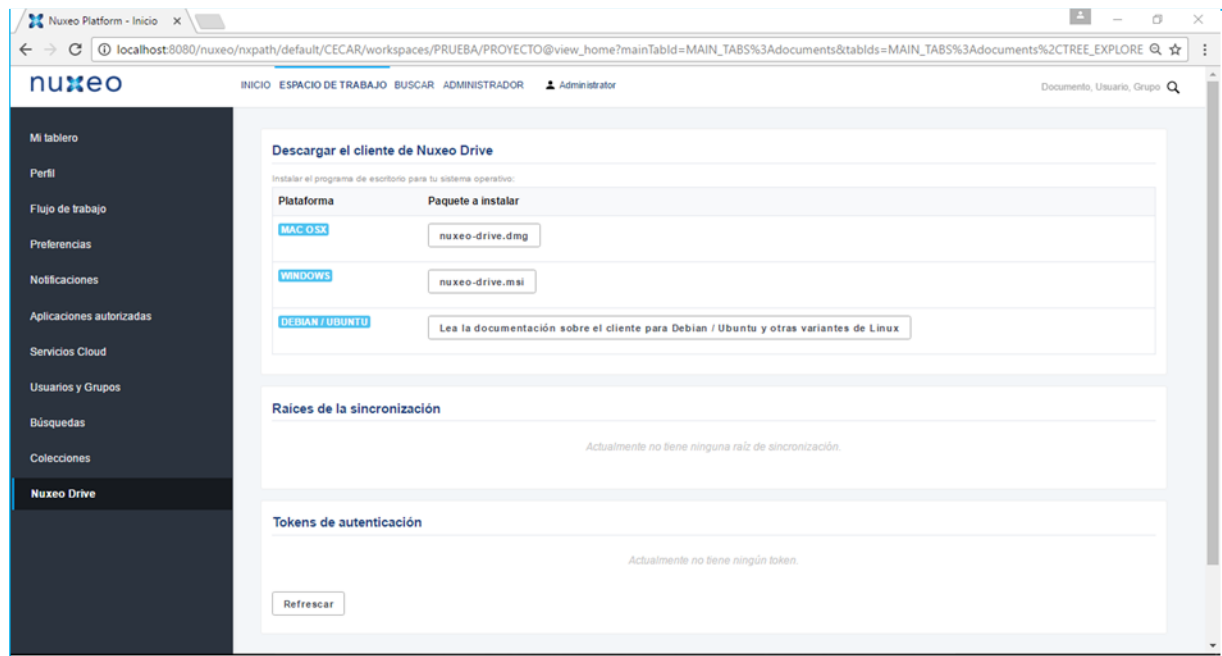 Nuxeo Platform - Inicio
localhost:8080/nuxeo/nxpath/default/CECAR/workspaces/PRUEBA/PROYECTO@view_home?mainTabId=MAIN_TABS%3Adocuments&tabIds=MAIN_TABS%3Adocuments%2CTREE_EXPLORE
nuxeo INICIO ESPACIO DE TRABAJO BUSCAR ADMINISTRADOR Administrator Documento, Usuario, Grupo
Mi tablero
Perfil
Flujo de trabajo
Preferencias
Notificaciones
Aplicaciones autorizadas
Servicios Cloud
Usuarios y Grupos
Búsquedas
Colecciones
Nuxeo Drive
Descargar el cliente de Nuxeo Drive
Instalar el programa de escritorio para tu sistema operativo:
Plataforma Paquete a instalar
MAC OSX nuxeo-drive.dmg
WINDOWS nuxeo-drive.msi
DEBIAN / UBUNTU Lea la documentación sobre el cliente para Debian / Ubuntu y otras variantes de Linux
Raíces de la sincronización
Actualmente no tiene ninguna raíz de sincronización.
Tokens de autenticación
Actualmente no tiene ningún token.
Refrescar